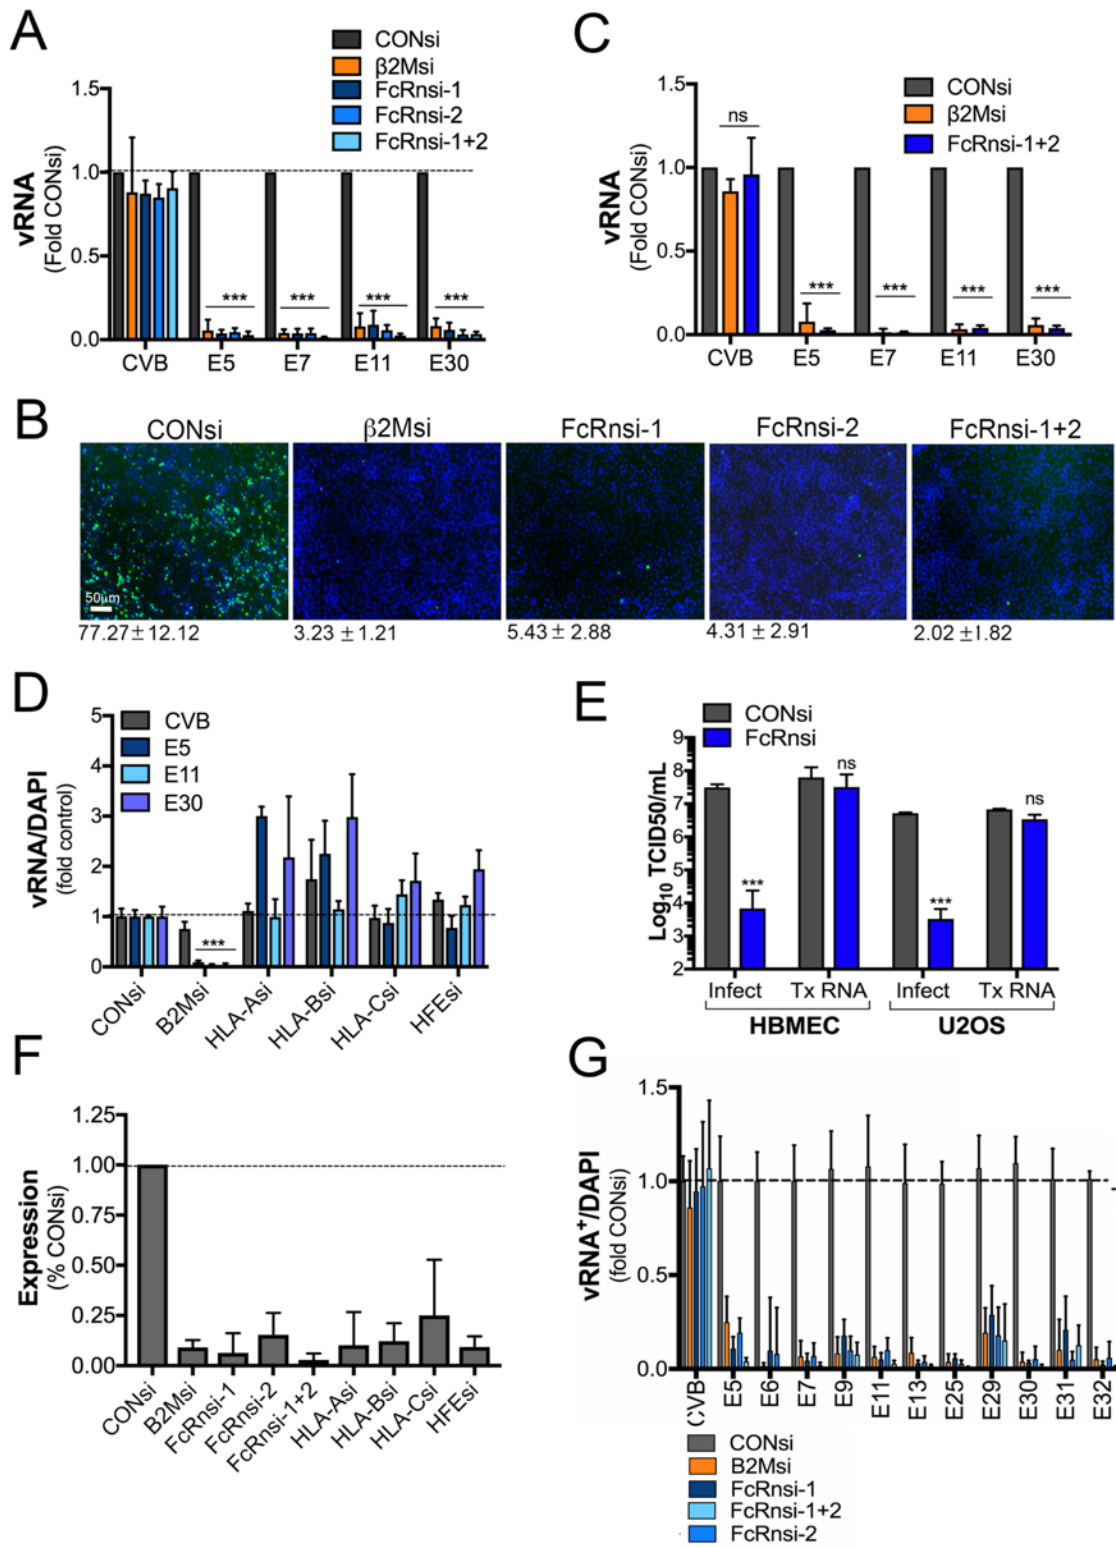 A
CONsi
β2Msi
FcRnsi-1
FcRnsi-2
FcRnsi-1+2
vRNA
(Fold CONsi)
1.5
1.0
0.5
0.0
***
***
***
***
CVB
E5
E7
E11
E30
C
CONsi
β2Msi
FcRnsi-1+2
vRNA
(Fold CONsi)
1.5
1.0
0.5
0.0
ns
***
***
***
***
CVB
E5
E7
E11
E30
B
CONsi
β2Msi
FcRnsi-1
FcRnsi-2
FcRnsi-1+2
50µm
77.27±12.12
3.23 ±1.21
5.43 ± 2.88
4.31 ± 2.91
2.02 ±1.82
D
CVB
E5
E11
E30
vRNA/DAPI
(fold control)
5
4
3
2
1
0
***
CONsi
B2Msi
HLA-Asi
HLA-Bsi
HLA-Csi
HFEsi
E
CONsi
FcRnsi
Log10 TCID50/mL
9
8
7
6
5
4
3
2
***
ns
***
ns
Infect
Tx RNA
Infect
Tx RNA
HBMEC
U2OS
F
Expression
(% CONsi)
1.25
1.00
0.75
0.50
0.25
0.00
CONsi
B2Msi
FcRnsi-1
FcRnsi-2
FcRnsi-1+2
HLA-Asi
HLA-Bsi
HLA-Csi
HFEsi
G
vRNA+/DAPI
(fold CONsi)
1.5
1.0
0.5
0.0
CVB
E5
E6
E7
E9
E11
E13
E25
E29
E30
E31
E32
CONsi
B2Msi
FcRnsi-1
FcRnsi-1+2
FcRnsi-2